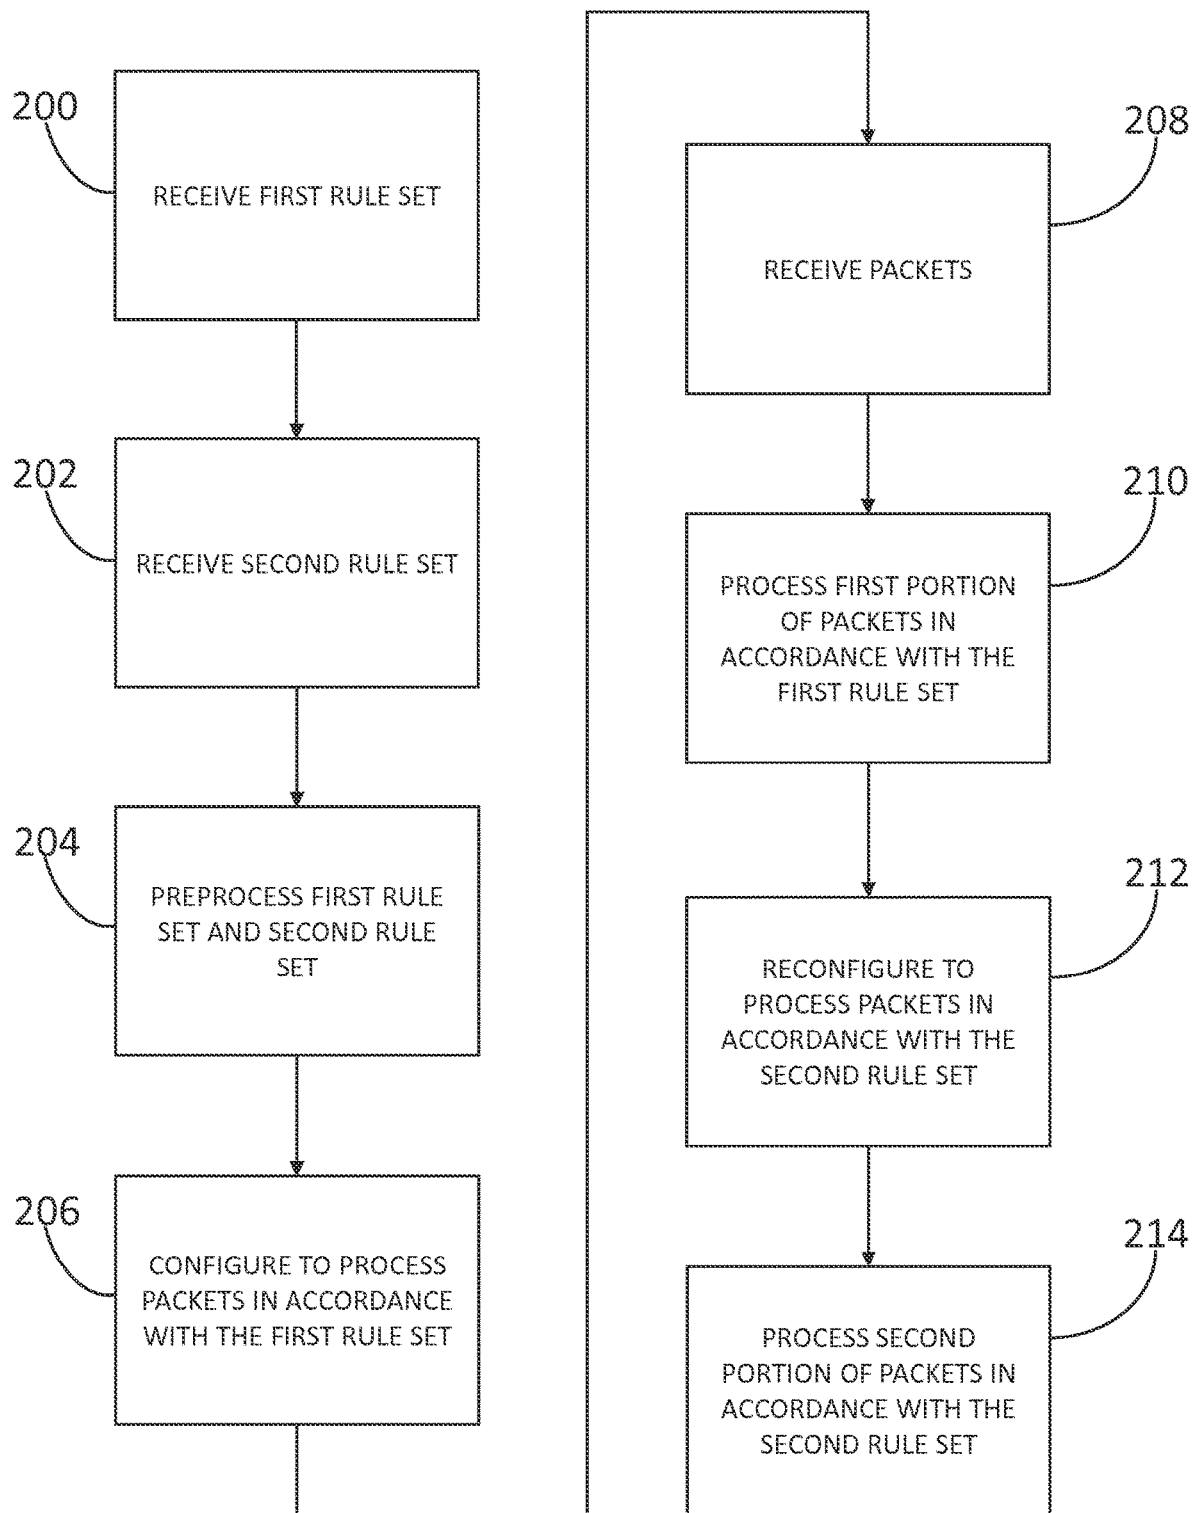 200
RECEIVE FIRST RULE SET
202
RECEIVE SECOND RULE SET
204
PREPROCESS FIRST RULE
SET AND SECOND RULE
SET
206
CONFIGURE TO PROCESS
PACKETS IN ACCORDANCE
WITH THE FIRST RULE SET
208
RECEIVE PACKETS
210
PROCESS FIRST PORTION
OF PACKETS IN
ACCORDANCE WITH THE
FIRST RULE SET
212
RECONFIGURE TO
PROCESS PACKETS IN
ACCORDANCE WITH THE
SECOND RULE SET
214
PROCESS SECOND
PORTION OF PACKETS IN
ACCORDANCE WITH THE
SECOND RULE SET